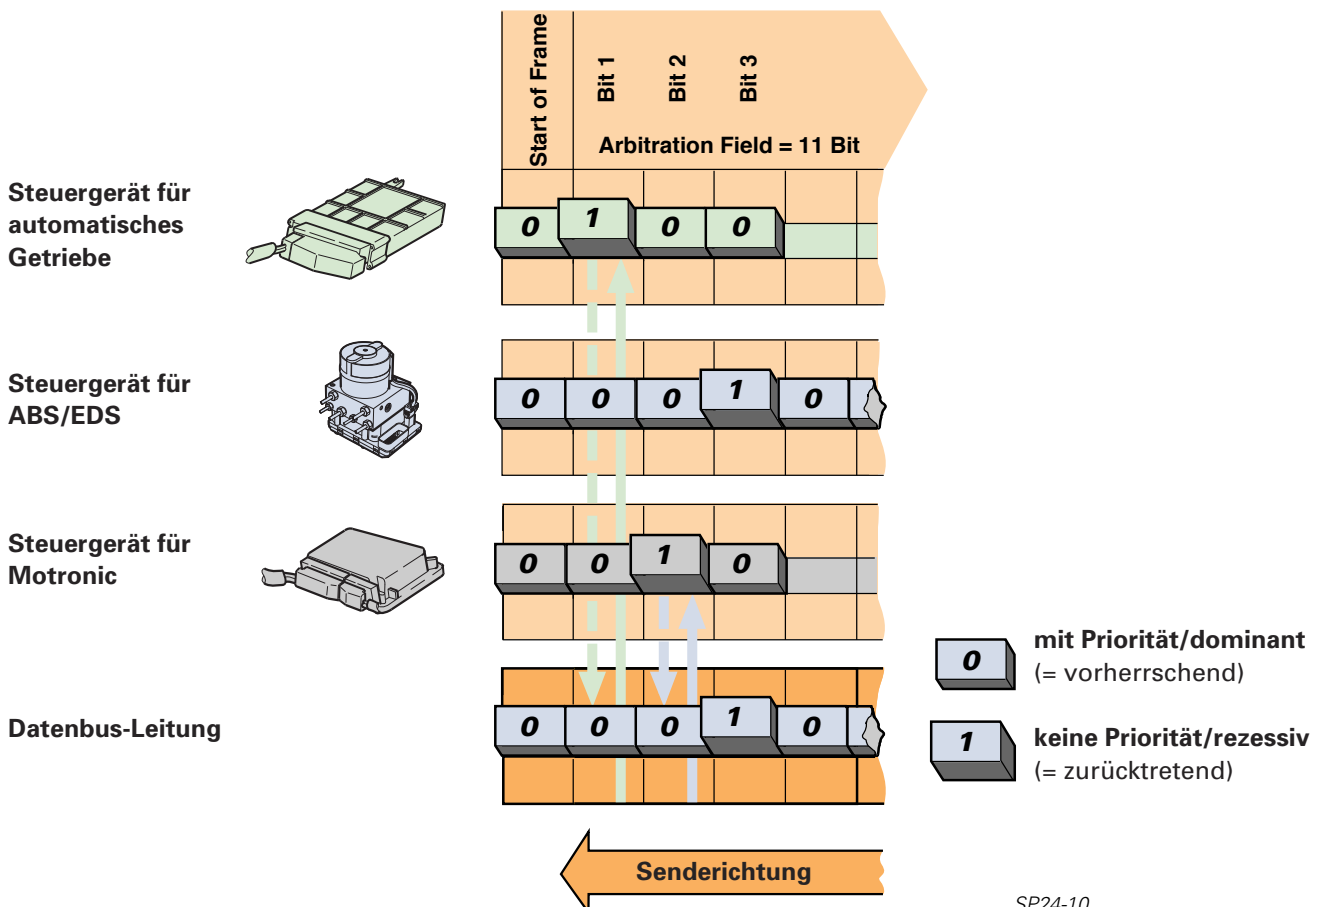 Start of Frame
Bit 1
Bit 2
Bit 3
Arbitration Field = 11 Bit
Steuergerät für
automatisches
Getriebe
0 1 0 0
Steuergerät für
ABS/EDS
0 0 0 1 0
Steuergerät für
Motronic
0 0 1 0
Datenbus-Leitung
0 0 0 1 0
0
mit Priorität/dominant
(= vorherrschend)
1
keine Priorität/rezessiv
(= zurücktretend)
Senderichtung
SP24-10